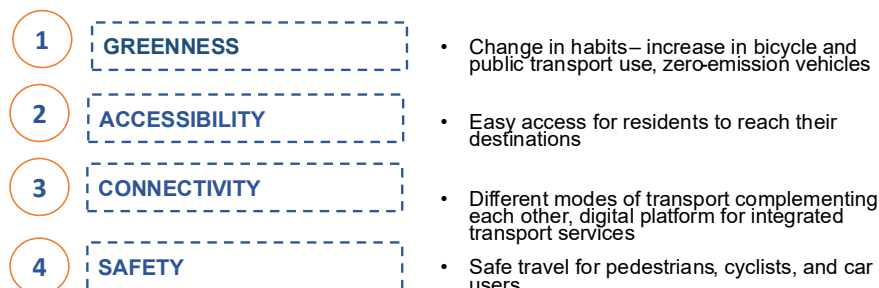 1 GREENNESS
• Change in habits – increase in bicycle and
public transport use, zero-emission vehicles
2 ACCESSIBILITY
• Easy access for residents to reach their
destinations
3 CONNECTIVITY
• Different modes of transport complementing
each other, digital platform for integrated
transport services
4 SAFETY
• Safe travel for pedestrians, cyclists, and car
users